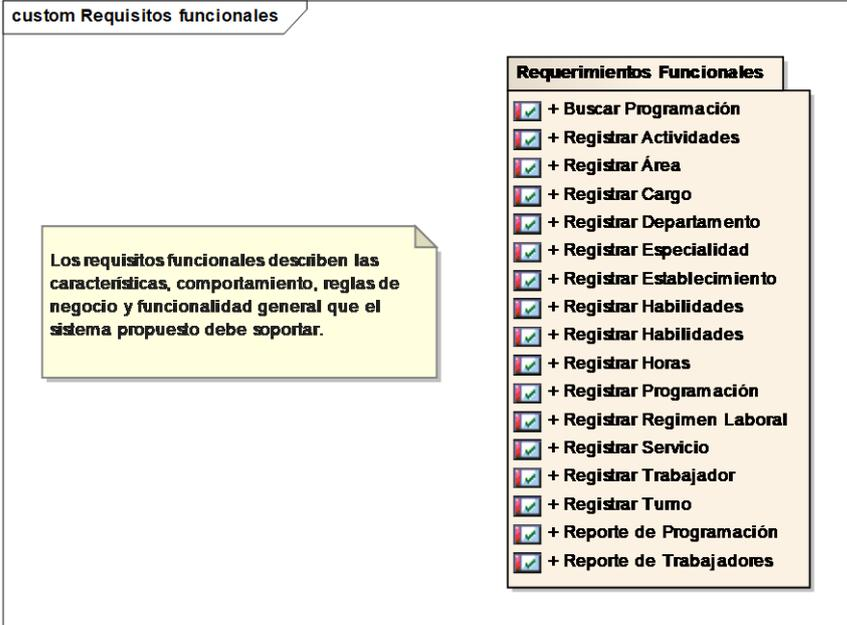 custom Requisitos funcionales
Los requisitos funcionales describen las
características, comportamiento, reglas de
negocio y funcionalidad general que el
sistema propuesto debe soportar.
Requerimientos Funcionales
+ Buscar Programación
+ Registrar Actividades
+ Registrar Área
+ Registrar Cargo
+ Registrar Departamento
+ Registrar Especialidad
+ Registrar Establecimiento
+ Registrar Habilidades
+ Registrar Habilidades
+ Registrar Horas
+ Registrar Programación
+ Registrar Regimen Laboral
+ Registrar Servicio
+ Registrar Trabajador
+ Registrar Turno
+ Reporte de Programación
+ Reporte de Trabajadores